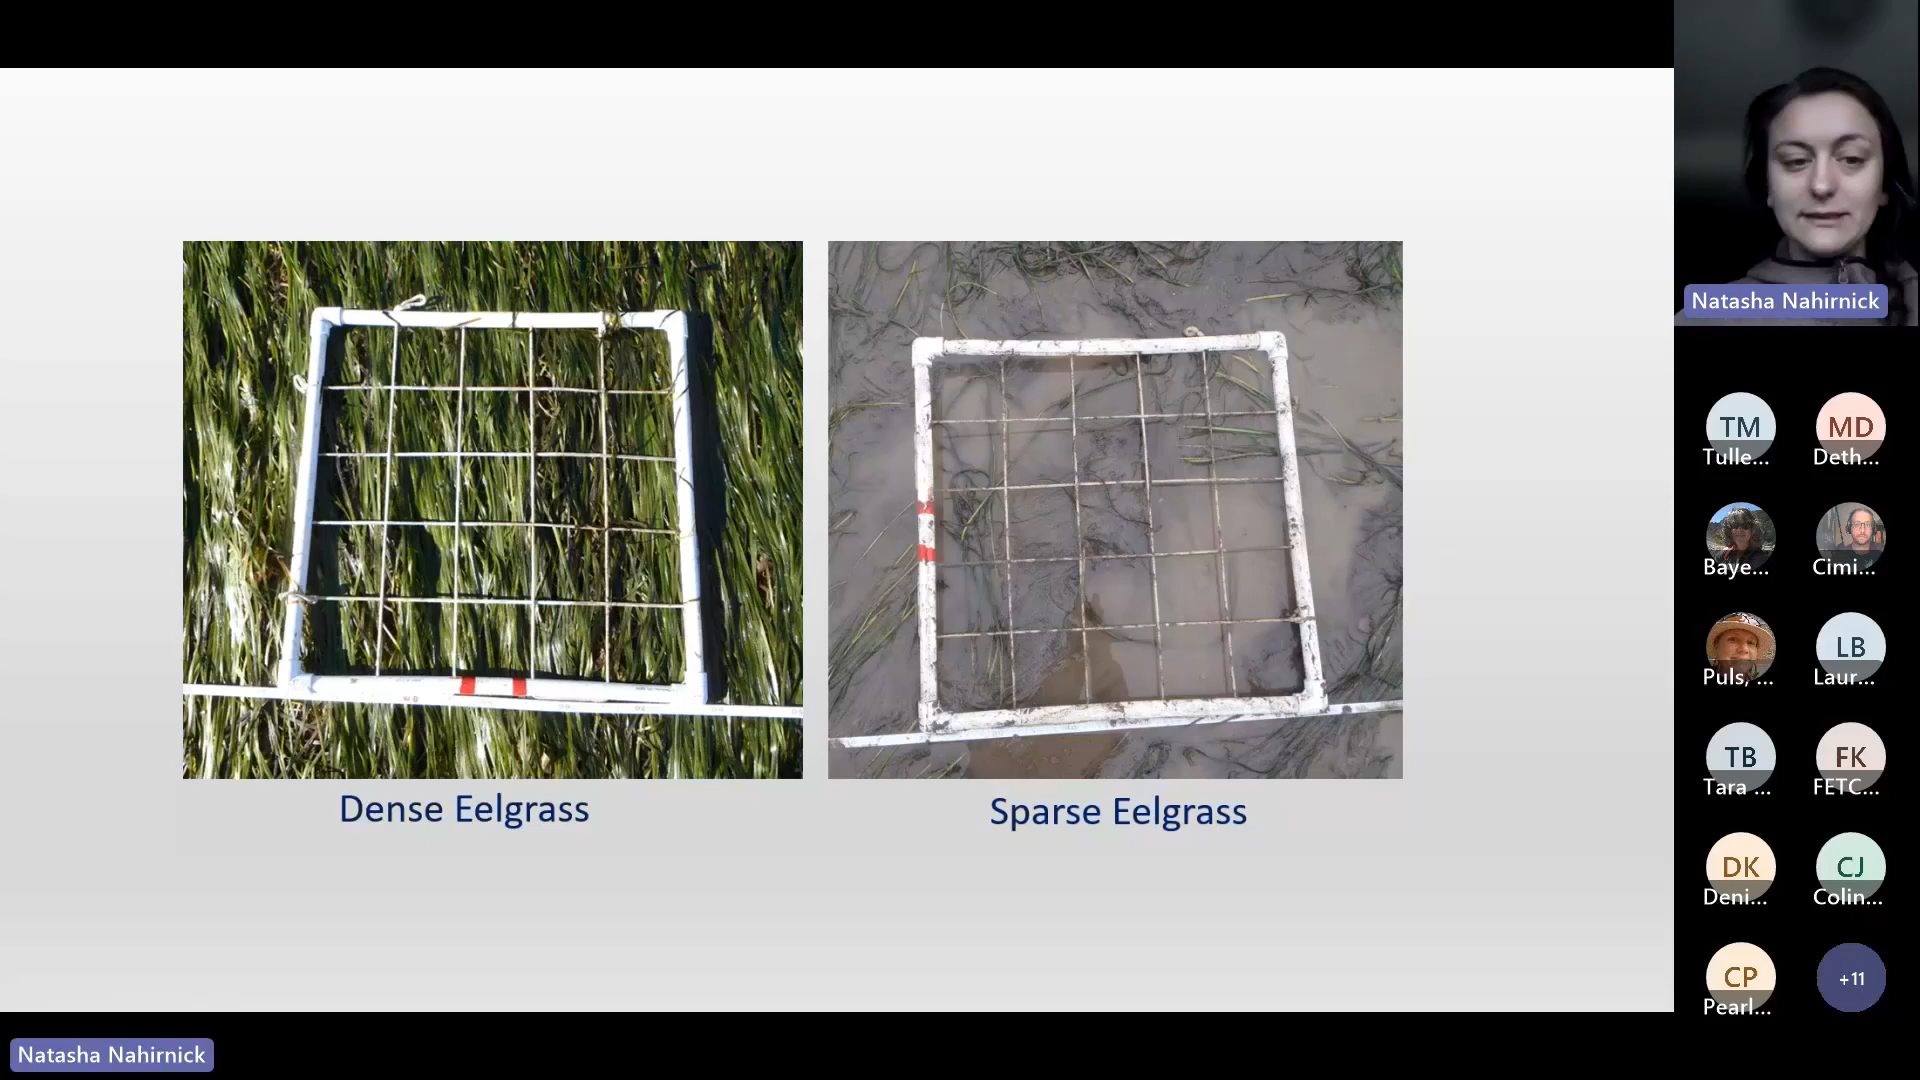 Dense Eelgrass
Sparse Eelgrass
Natasha Nahirnick
TM
Tulle...
MD
Deth...
Baye...
Cimi...
Puls, ...
LB
Laur...
TB
Tara ...
FK
FETC...
DK
Deni...
CJ
Colin...
CP
Pearl...
+11
Natasha Nahirnick